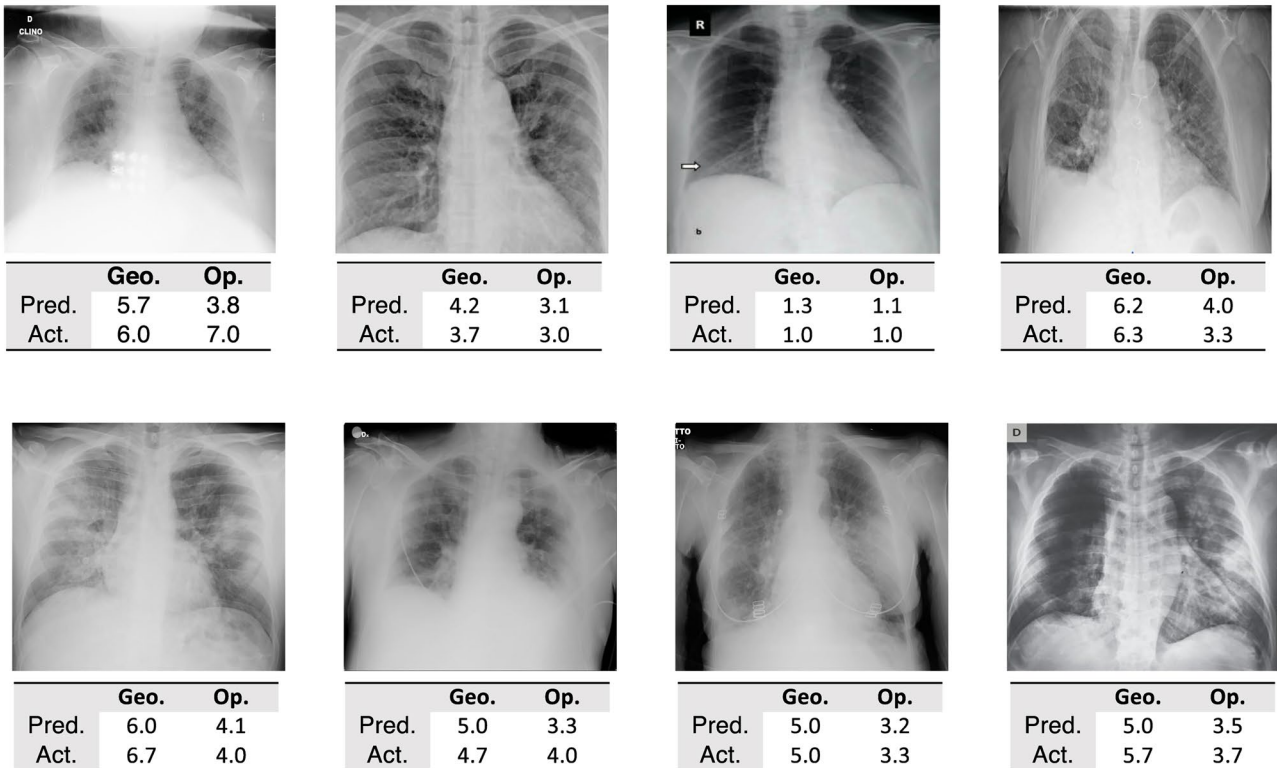 D
CLINO
R
b
Geo. Op.
Pred. 5.7 3.8
Act. 6.0 7.0
Geo. Op.
Pred. 4.2 3.1
Act. 3.7 3.0
Geo. Op.
Pred. 1.3 1.1
Act. 1.0 1.0
Geo. Op.
Pred. 6.2 4.0
Act. 6.3 3.3
D.
TTO
I-
TO
D
Geo. Op.
Pred. 6.0 4.1
Act. 6.7 4.0
Geo. Op.
Pred. 5.0 3.3
Act. 4.7 4.0
Geo. Op.
Pred. 5.0 3.2
Act. 5.0 3.3
Geo. Op.
Pred. 5.0 3.5
Act. 5.7 3.7